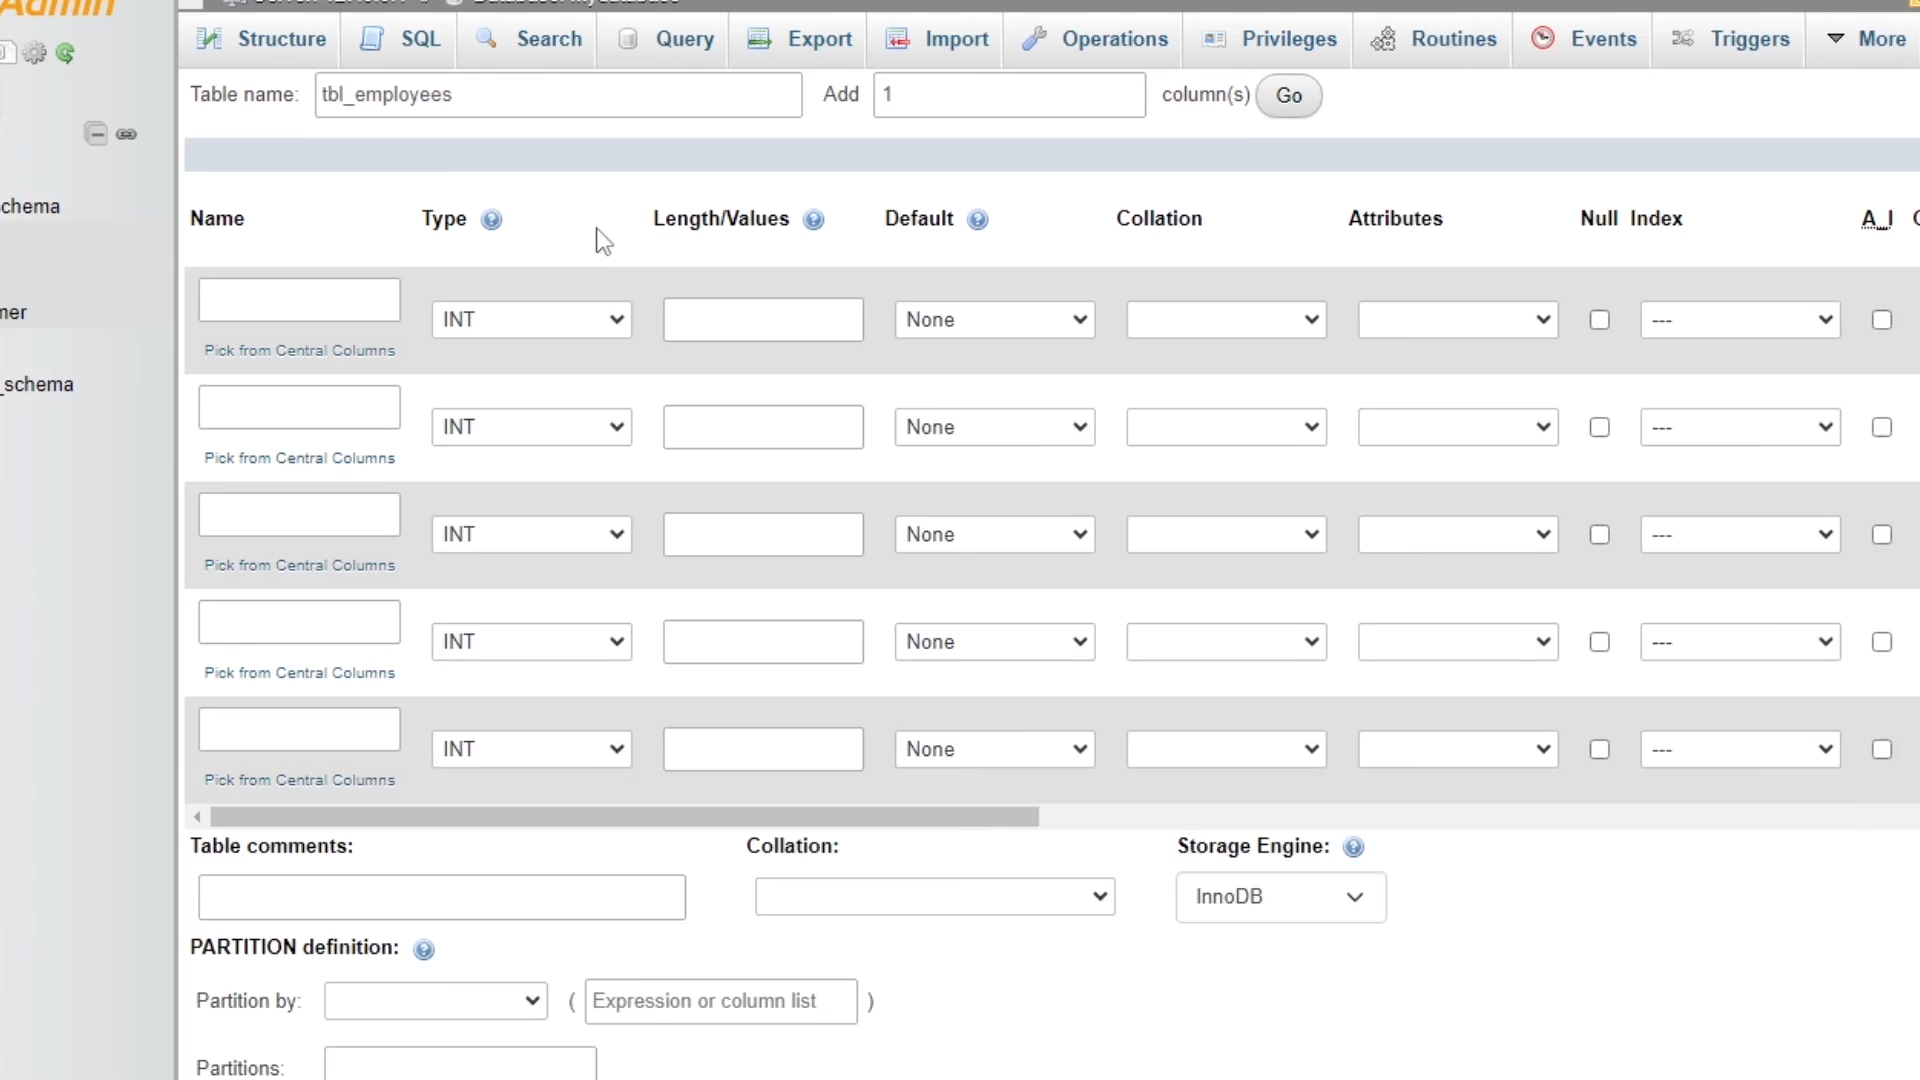 Admin
Structure SQL Search Query Export Import Operations Privileges Routines Events Triggers More
Table name: tbl_employees Add 1 column(s) Go
chema
mer
_schema
Name Type Length/Values Default Collation Attributes Null Index A_I
INT None ---
Pick from Central Columns
INT None ---
Pick from Central Columns
INT None ---
Pick from Central Columns
INT None ---
Pick from Central Columns
INT None ---
Pick from Central Columns
Table comments: Collation: Storage Engine:
InnoDB
PARTITION definition:
Partition by: ( Expression or column list )
Partitions: